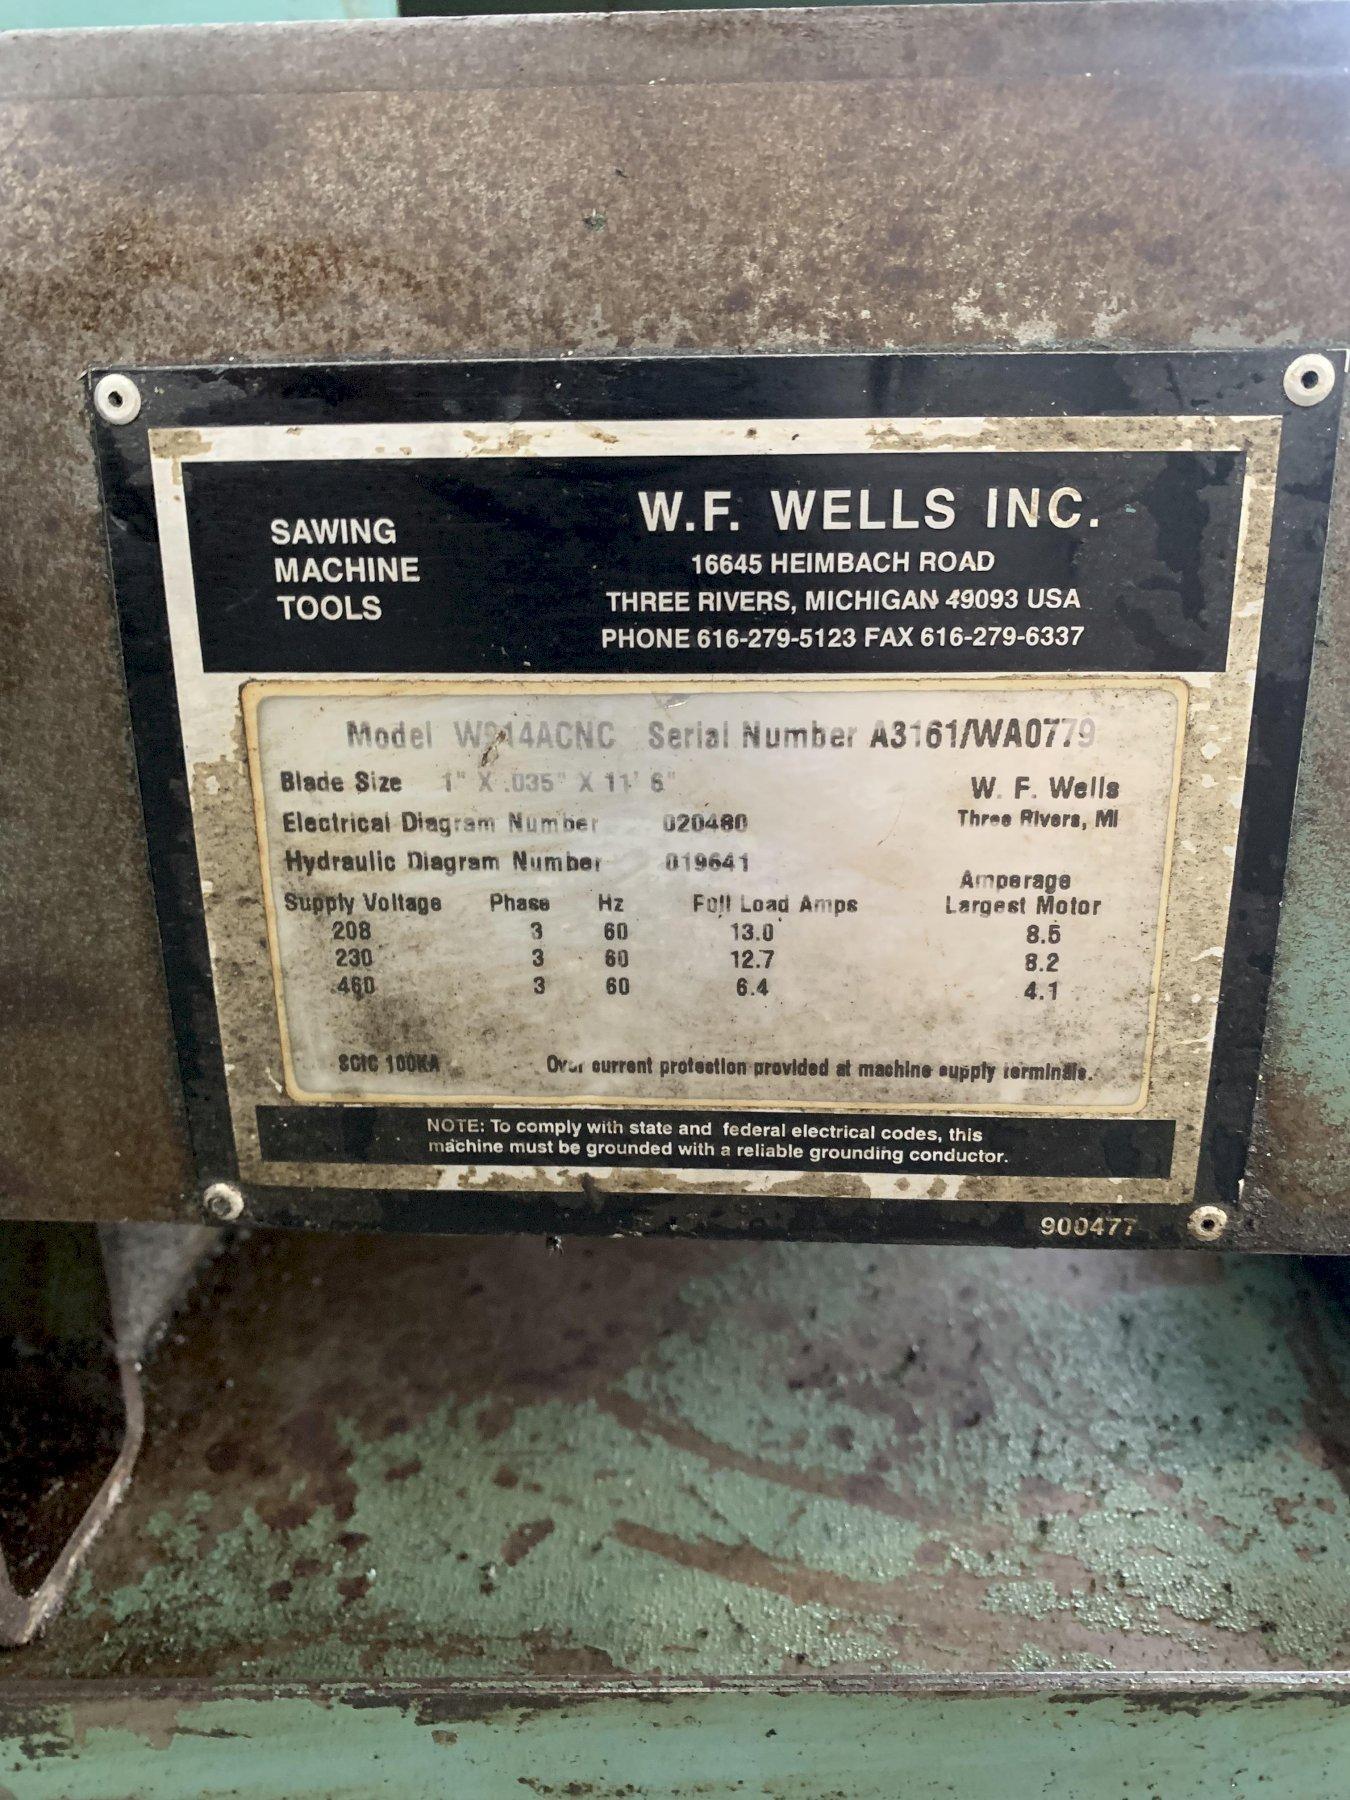 SAWING
MACHINE
TOOLS
W.F. WELLS INC.
16645 HEIMBACH ROAD
THREE RIVERS, MICHIGAN 49093 USA
PHONE 616-279-5123 FAX 616-279-6337
Model W914ACNC Serial Number A3161/WA0779
Blade Size 1" X .035" X 11' 6"
W. F. Wells
Electrical Diagram Number 020480
Three Rivers, MI
Hydraulic Diagram Number 019641
Amperage
Supply Voltage Phase Hz Full Load Amps Largest Motor
208 3 60 13.0 8.5
230 3 60 12.7 8.2
460 3 60 6.4 4.1
SCIC 100KA Over current protection provided at machine supply terminals.
NOTE: To comply with state and federal electrical codes, this
machine must be grounded with a reliable grounding conductor.
900477